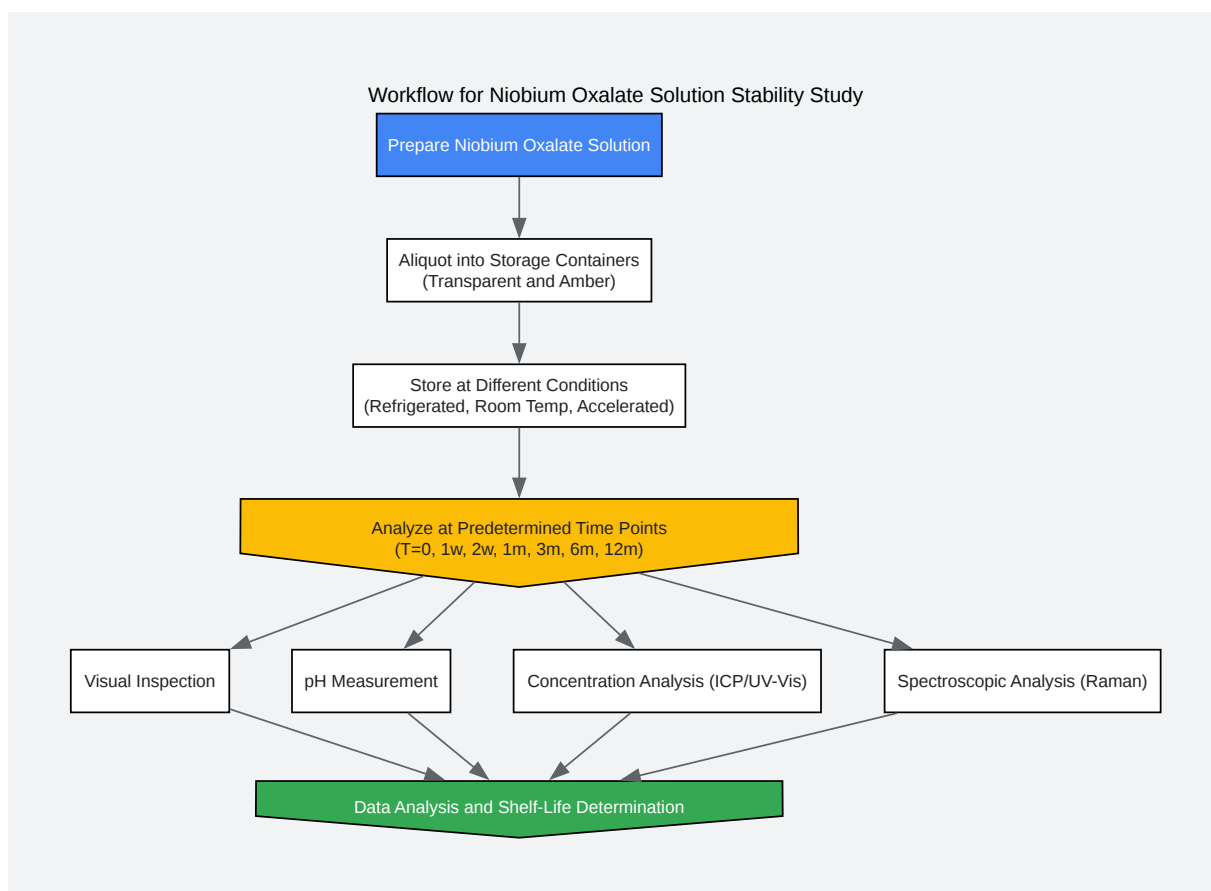 Workflow for Niobium Oxalate Solution Stability Study
Prepare Niobium Oxalate Solution
Aliquot into Storage Containers
(Transparent and Amber)
Store at Different Conditions
(Refrigerated, Room Temp, Accelerated)
Analyze at Predetermined Time Points
(T=0, 1w, 2w, 1m, 3m, 6m, 12m)
Visual Inspection
pH Measurement
Concentration Analysis (ICP/UV-Vis)
Spectroscopic Analysis (Raman)
Data Analysis and Shelf-Life Determination